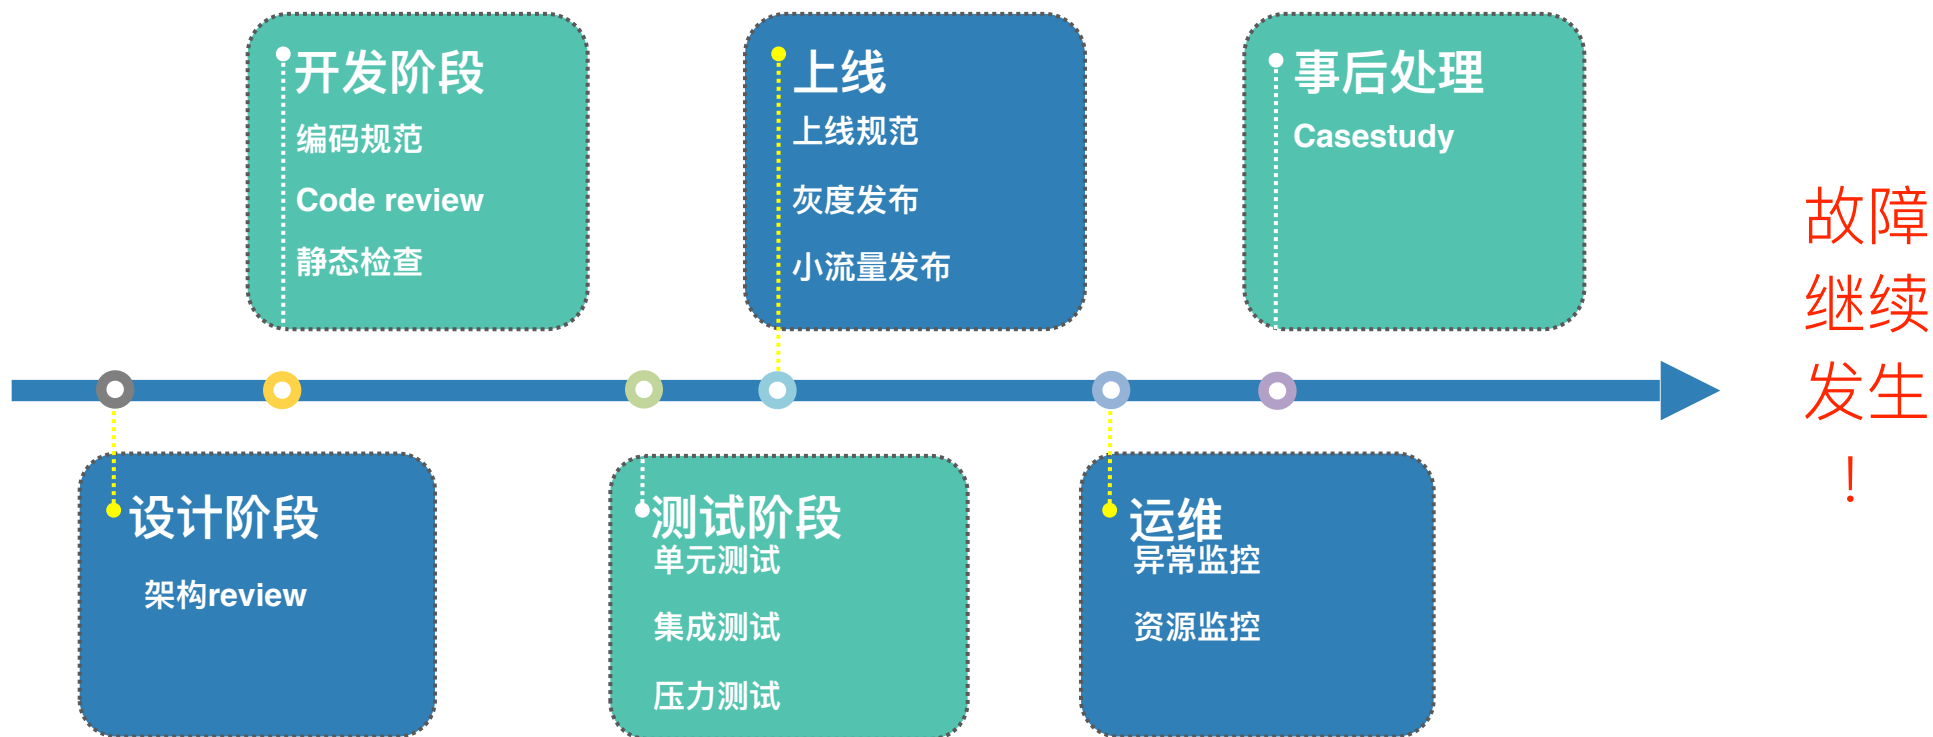 开发阶段
编码规范
Code review
静态检查
上线
上线规范
灰度发布
小流量发布
事后处理
Casestudy
设计阶段
架构review
测试阶段
单元测试
集成测试
压力测试
运维
异常监控
资源监控
故障
继续
发生
！